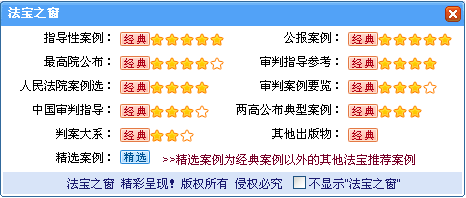 法宝之窗
指导性案例： 经典 公报案例： 经典
最高院公布： 经典 审判指导参考： 经典
人民法院案例选： 经典 审判案例要览： 经典
中国审判指导： 经典 两高公布典型案例： 经典
判案大系： 经典 其他出版物： 经典
精选案例： 精选 >>精选案例为经典案例以外的其他法宝推荐案例
法宝之窗 精彩呈现! 版权所有 侵权必究 不显示"法宝之窗"